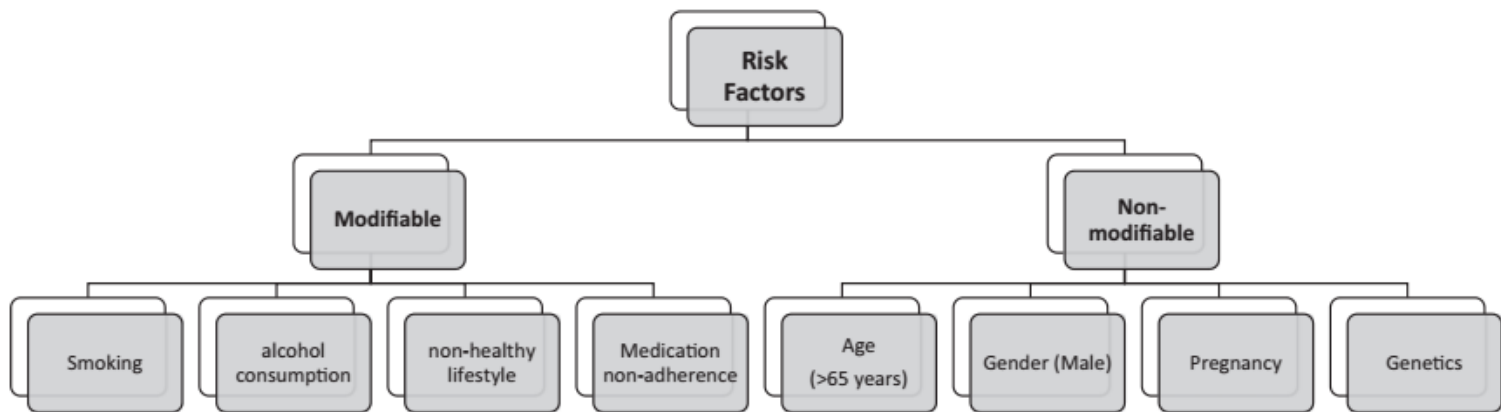 Risk
Factors
Modifiable
Non-
modifiable
Smoking
alcohol
consumption
non-healthy
lifestyle
Medication
non-adherence
Age
(>65 years)
Gender (Male)
Pregnancy
Genetics